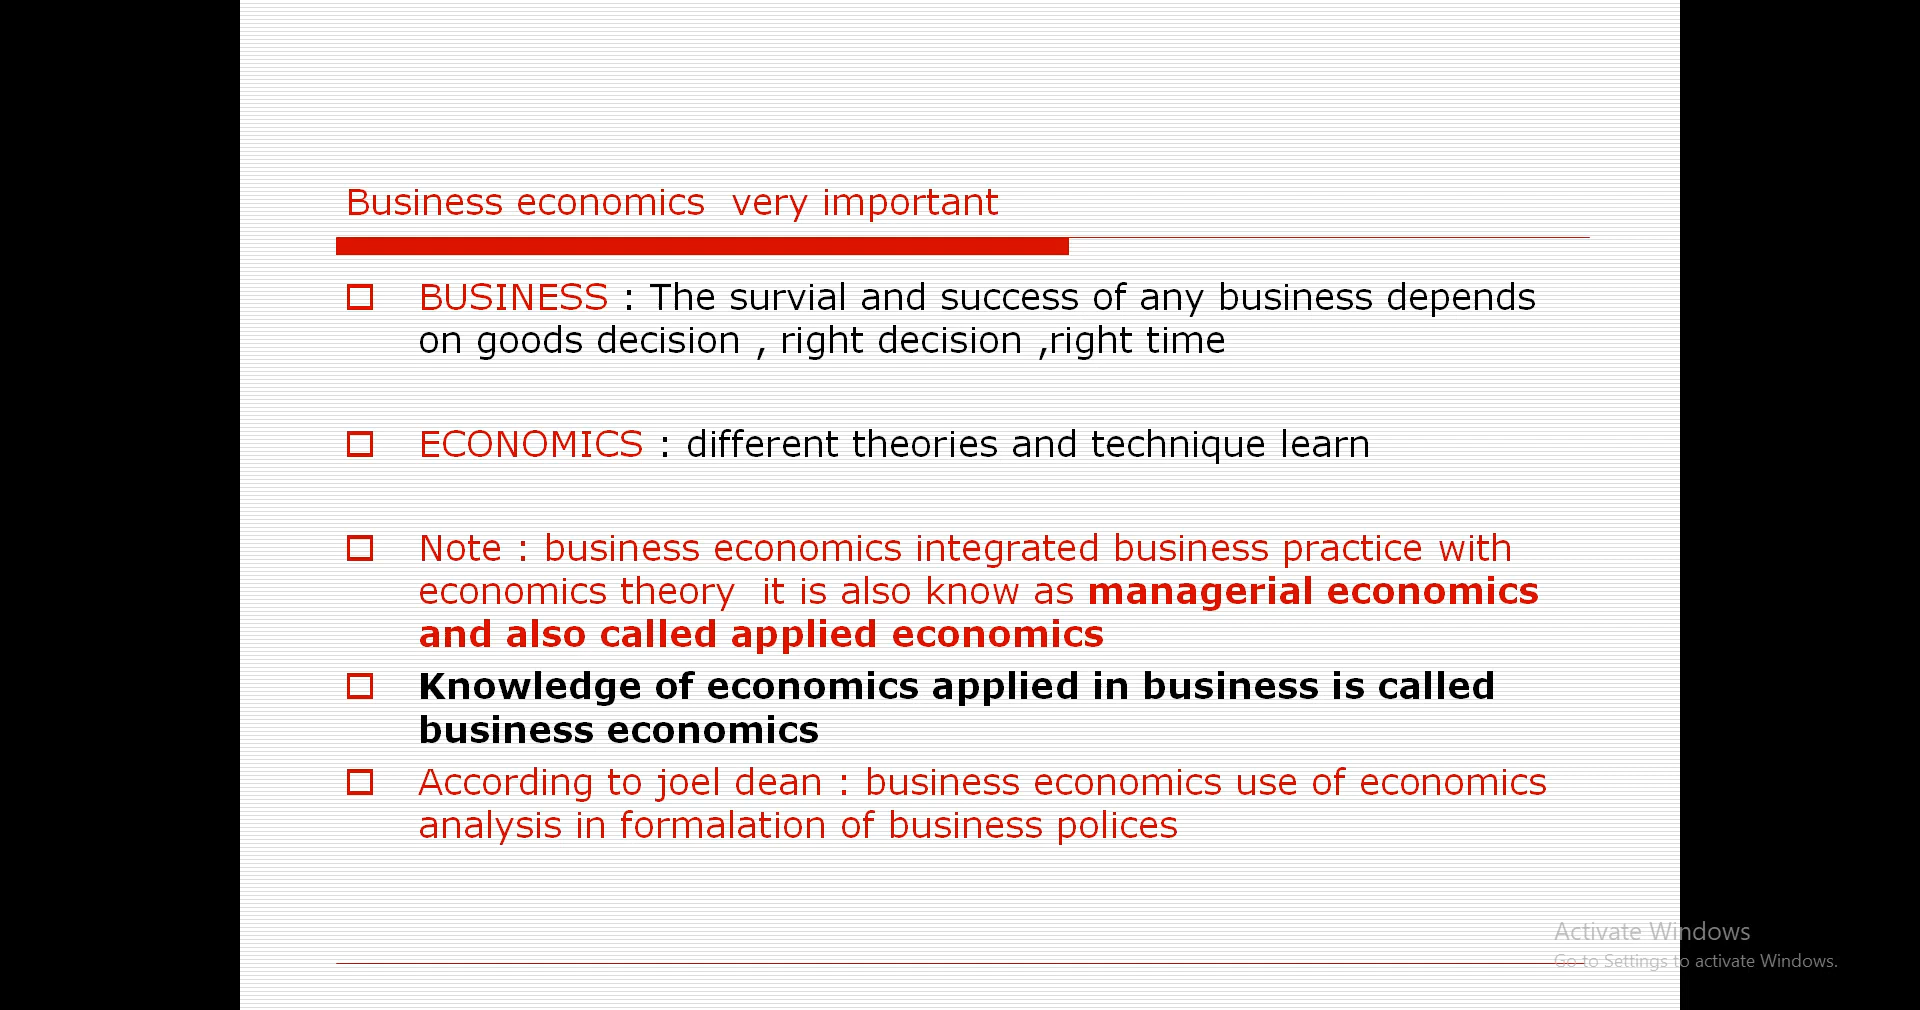 Business economics  very important
BUSINESS : The survial and success of any business depends
on goods decision , right decision ,right time
ECONOMICS : different theories and technique learn
Note : business economics integrated business practice with
economics theory  it is also know as managerial economics
and also called applied economics
Knowledge of economics applied in business is called
business economics
According to joel dean : business economics use of economics
analysis in formalation of business polices
Activate Windows
Go to Settings to activate Windows.